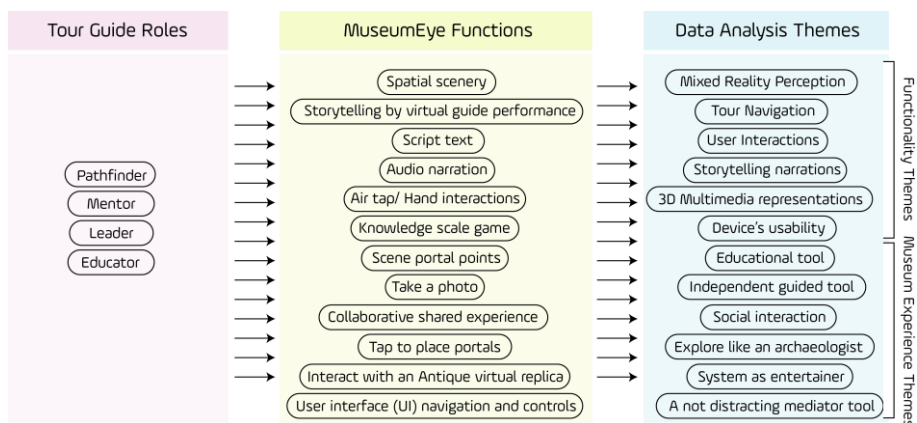 Tour Guide Roles
Pathfinder
Mentor
Leader
Educator
MuseumEye Functions
Spatial scenery
Storytelling by virtual guide performance
Script text
Audio narration
Air tap/ Hand interactions
Knowledge scale game
Scene portal points
Take a photo
Collaborative shared experience
Tap to place portals
Interact with an Antique virtual replica
User interface (UI) navigation and controls
Data Analysis Themes
Mixed Reality Perception
Tour Navigation
User Interactions
Storytelling narrations
3D Multimedia representations
Device's usability
Educational tool
Independent guided tool
Social interaction
Explore like an archaeologist
System as entertainer
A not distracting mediator tool
Functionality Themes
Museum Experience Themes